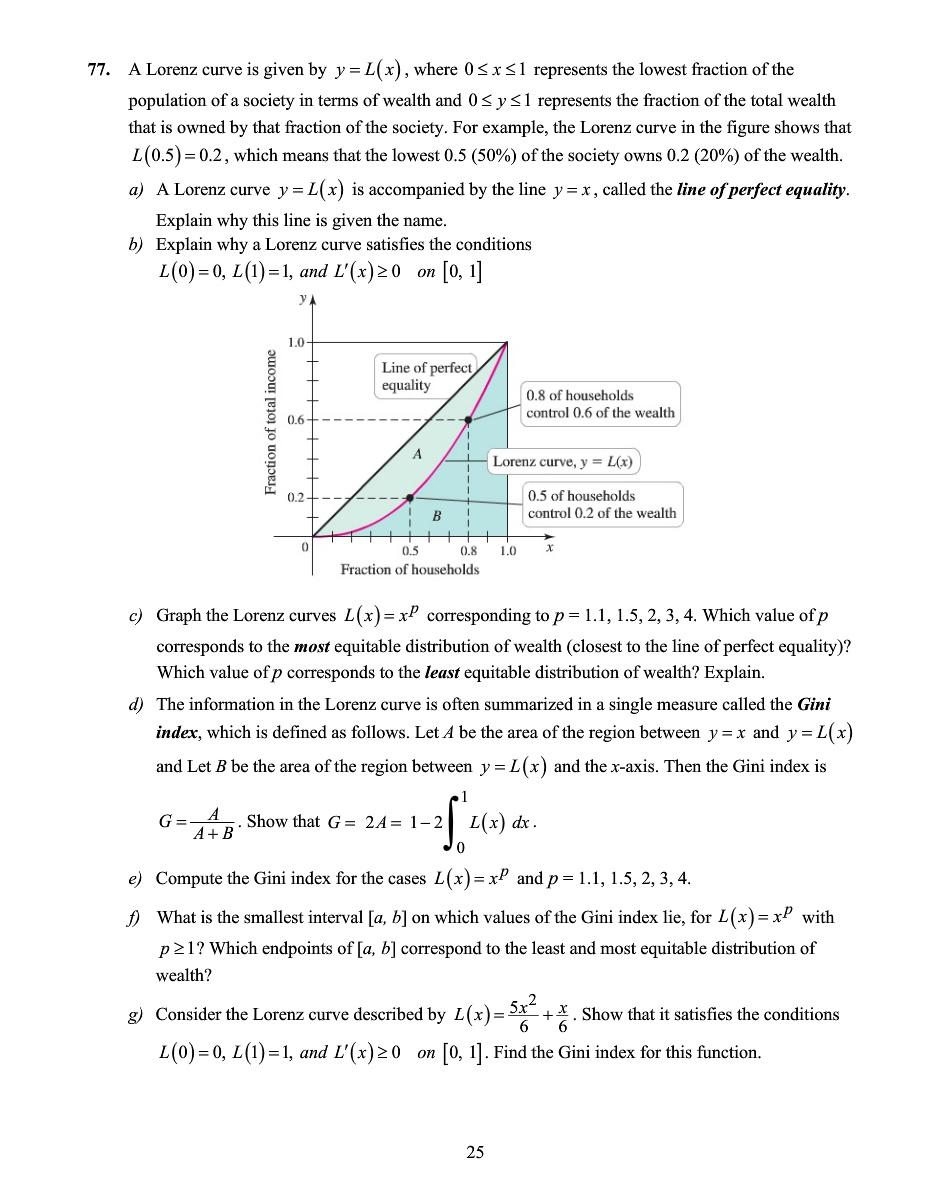 77. A Lorenz curve is given by y = L(x), where 0 ≤ x ≤ 1 represents the lowest fraction of the
population of a society in terms of wealth and 0 ≤ y ≤ 1 represents the fraction of the total wealth
that is owned by that fraction of the society. For example, the Lorenz curve in the figure shows that
L(0.5) = 0.2, which means that the lowest 0.5 (50%) of the society owns 0.2 (20%) of the wealth.
a) A Lorenz curve y = L(x) is accompanied by the line y = x, called the line of perfect equality.
Explain why this line is given the name.
b) Explain why a Lorenz curve satisfies the conditions
L(0) = 0, L(1) = 1, and L′(x) ≥ 0 on [0, 1]
y
1.0
Line of perfect
equality
0.8 of households
control 0.6 of the wealth
0.6
Fraction of total income
A
Lorenz curve, y = L(x)
0.2
0.5 of households
control 0.2 of the wealth
B
0
0.5
0.8
1.0
x
Fraction of households
c) Graph the Lorenz curves L(x) = x^p corresponding to p = 1.1, 1.5, 2, 3, 4. Which value of p
corresponds to the most equitable distribution of wealth (closest to the line of perfect equality)?
Which value of p corresponds to the least equitable distribution of wealth? Explain.
d) The information in the Lorenz curve is often summarized in a single measure called the Gini
index, which is defined as follows. Let A be the area of the region between y = x and y = L(x)
and Let B be the area of the region between y = L(x) and the x-axis. Then the Gini index is
G = A/(A + B). Show that G = 2A = 1 − 2∫₀¹ L(x) dx.
e) Compute the Gini index for the cases L(x) = x^p and p = 1.1, 1.5, 2, 3, 4.
f) What is the smallest interval [a, b] on which values of the Gini index lie, for L(x) = x^p with
p ≥ 1? Which endpoints of [a, b] correspond to the least and most equitable distribution of
wealth?
g) Consider the Lorenz curve described by L(x) = 5x²/6 + x/6. Show that it satisfies the conditions
L(0) = 0, L(1) = 1, and L′(x) ≥ 0 on [0, 1]. Find the Gini index for this function.
25